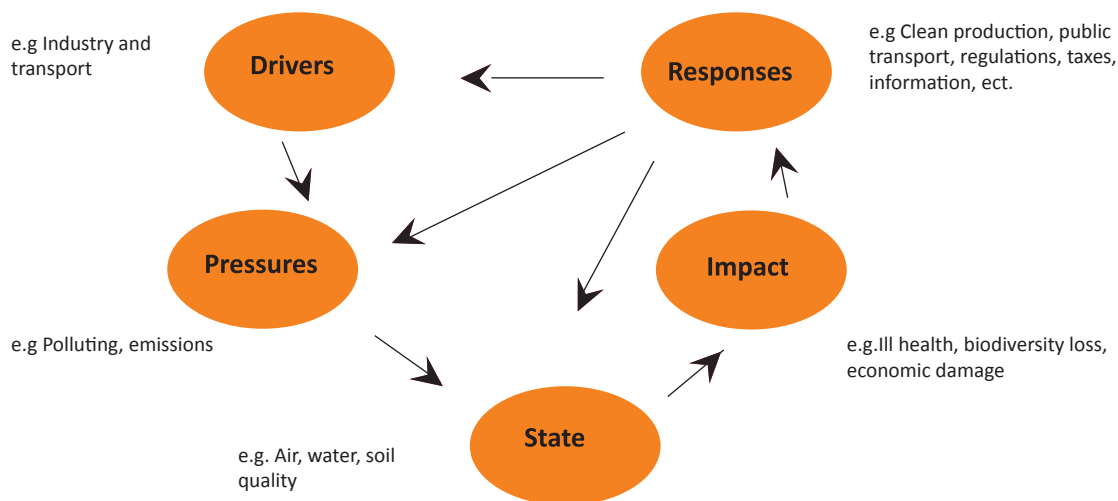 e.g Industry and
transport
Drivers
Responses
e.g Clean production, public
transport, regulations, taxes,
information, ect.
Pressures
Impact
e.g Polluting, emissions
e.g.Ill health, biodiversity loss,
economic damage
State
e.g. Air, water, soil
quality